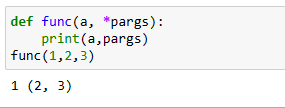 def func(a, *pargs):
    print(a,pargs)
func(1,2,3)
1 (2, 3)